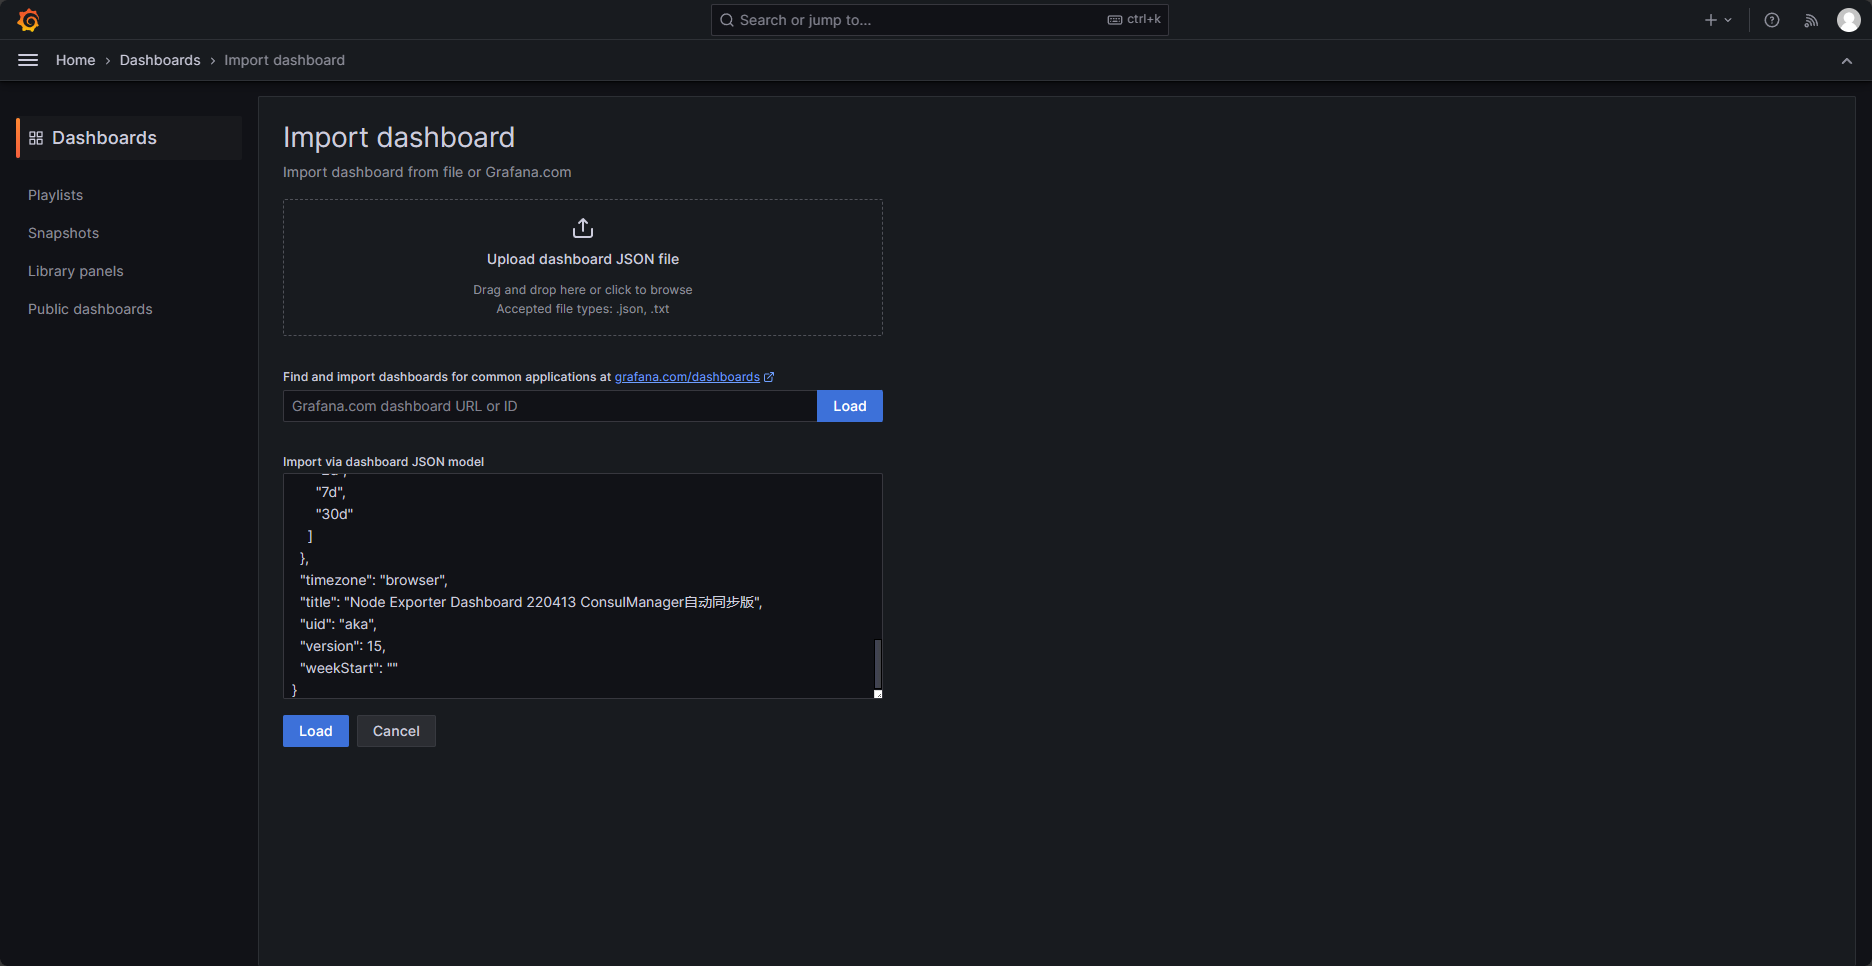 Search or jump to...
ctrl+k
Home › Dashboards › Import dashboard
Dashboards
Playlists
Snapshots
Library panels
Public dashboards
Import dashboard
Import dashboard from file or Grafana.com
Upload dashboard JSON file
Drag and drop here or click to browse
Accepted file types: .json, .txt
Find and import dashboards for common applications at grafana.com/dashboards
Grafana.com dashboard URL or ID
Load
Import via dashboard JSON model
"7d",
"30d"
]
},
"timezone": "browser",
"title": "Node Exporter Dashboard 220413 ConsulManager自动同步版",
"uid": "aka",
"version": 15,
"weekStart": ""
}
Load
Cancel